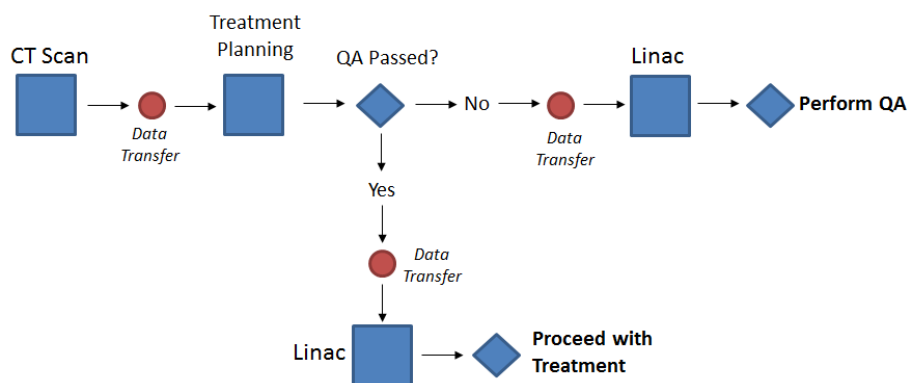 Treatment
Planning
CT Scan
QA Passed?
Linac
No
Perform QA
Data
Transfer
Data
Transfer
Yes
Data
Transfer
Linac
Proceed with
Treatment